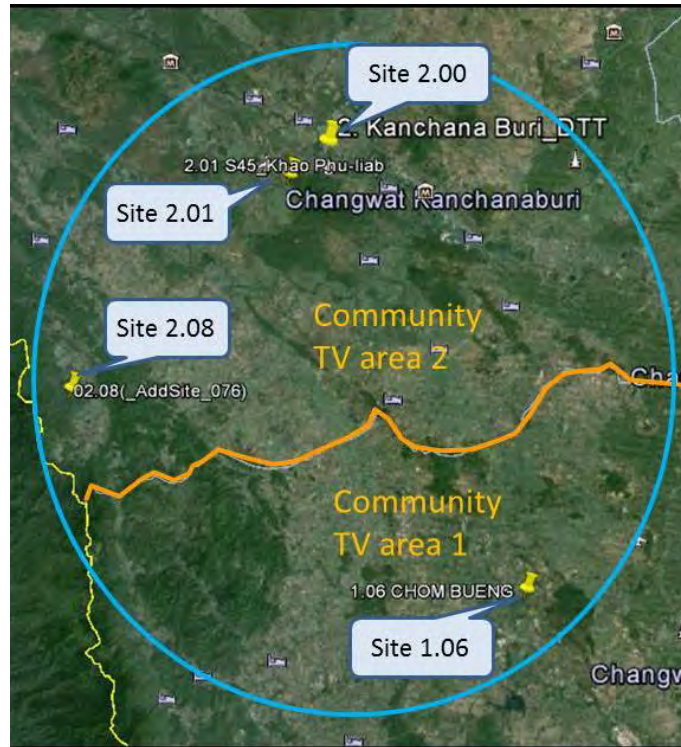 Site 2.00
2. Kanchana Buri_DTT
2.01 S45_Khao Phu-liab
Changwat Kanchanaburi
Site 2.01
Site 2.08
Community
TV area 2
02.08(_AddSite_076)
Cha
Community
TV area 1
1.06 CHOM BUENG
Site 1.06
Changw